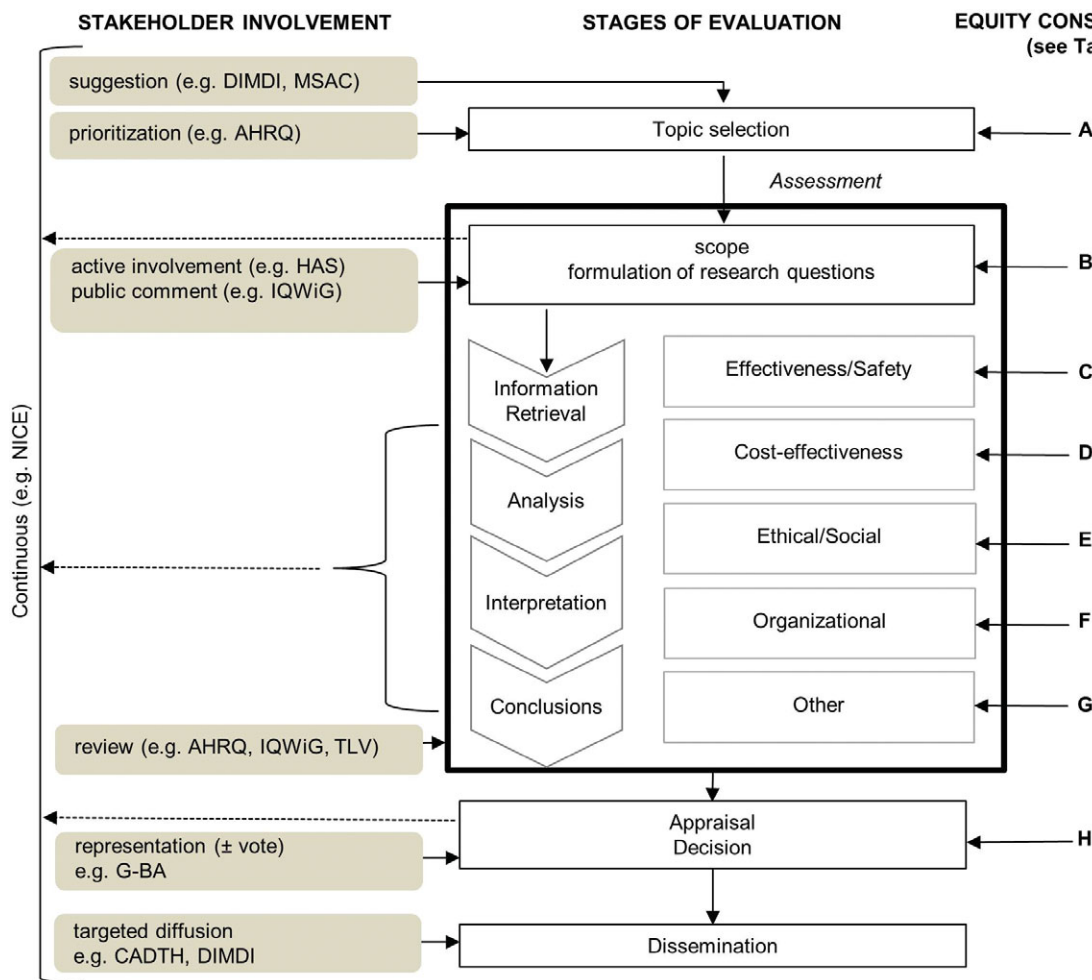 STAKEHOLDER INVOLVEMENT
STAGES OF EVALUATION
EQUITY CONS
(see Ta
suggestion (e.g. DIMDI, MSAC)
prioritization (e.g. AHRQ)
Topic selection
A
Assessment
active involvement (e.g. HAS)
public comment (e.g. IQWiG)
scope
formulation of research questions
B
Continuous (e.g. NICE)
Information
Retrieval
Effectiveness/Safety
C
Analysis
Cost-effectiveness
D
Interpretation
Ethical/Social
E
Organizational
F
Conclusions
Other
G
review (e.g. AHRQ, IQWiG, TLV)
representation (± vote)
e.g. G-BA
Appraisal
Decision
H
targeted diffusion
e.g. CADTH, DIMDI
Dissemination